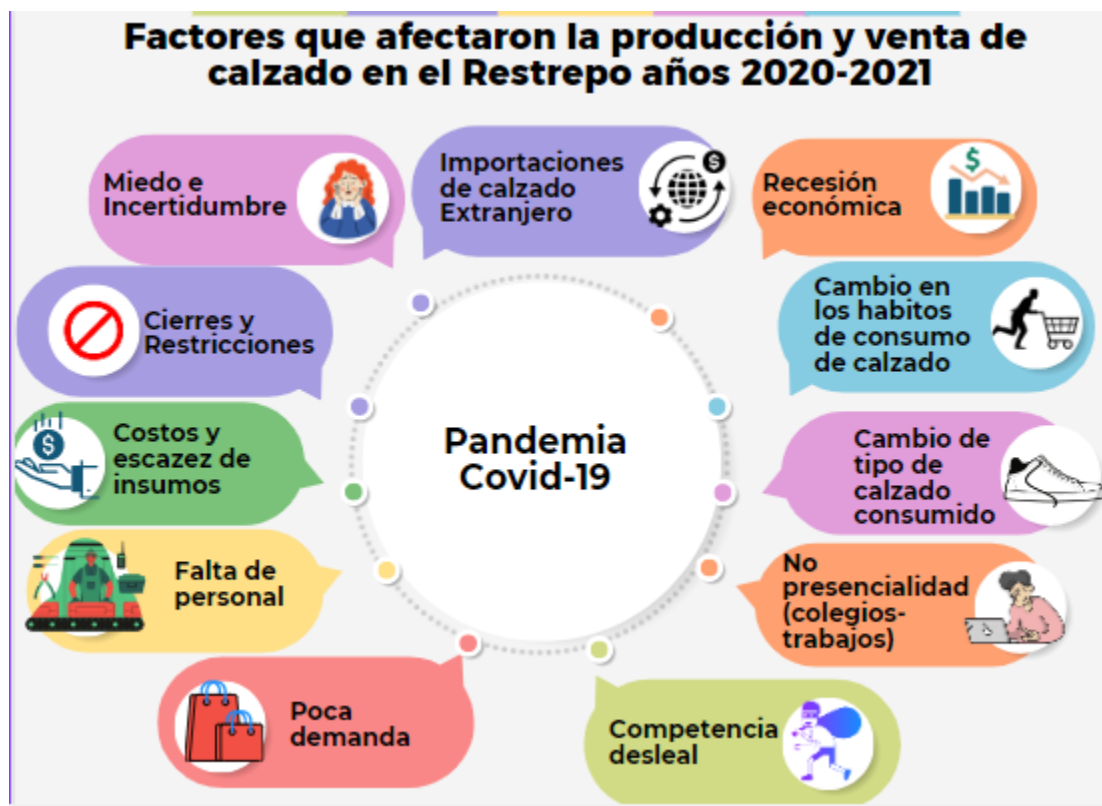 Factores que afectaron la producción y venta de
calzado en el Restrepo años 2020-2021
Miedo e
Incertidumbre
Importaciones
de calzado
Extranjero
Recesión
económica
Cierres y
Restricciones
Cambio en
los habitos
de consumo
de calzado
Costos y
escazez de
insumos
Pandemia
Covid-19
Cambio de
tipo de
calzado
consumido
Falta de
personal
No
presencialidad
(colegios-
trabajos)
Poca
demanda
Competencia
desleal